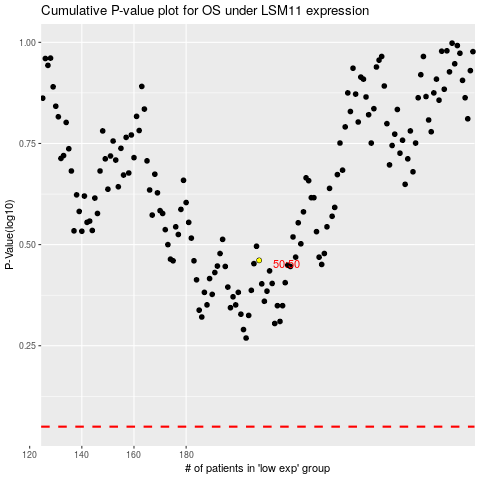 Cumulative P-value plot for OS under LSM11 expression
P-Value(log10)
1.00
0.75
0.50
0.25
50:50
120 140 160 180
# of patients in 'low exp' group